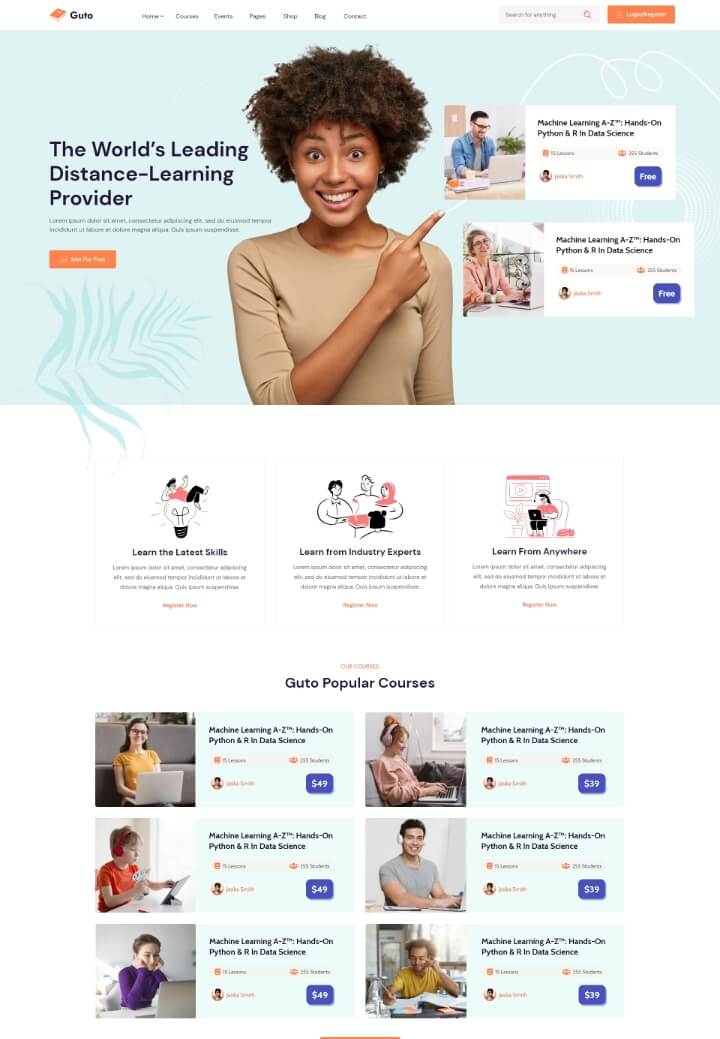 Guto
Home
Courses
Events
Pages
Shop
Blog
Contact
Search for anything
Login/Register
The World's Leading
Distance-Learning
Provider
Lorem ipsum dolor sit amet, consectetur adipiscing elit, sed do eiusmod tempor
incididunt ut labore et dolore magna aliqua. Quis ipsum suspendisse.
Join For Free
Machine Learning A-Z™: Hands-On
Python & R In Data Science
15 Lessons
255 Students
Jaska Smith
Free
Machine Learning A-Z™: Hands-On
Python & R In Data Science
15 Lessons
255 Students
Jaska Smith
Free
Learn the Latest Skills
Lorem ipsum dolor sit amet, consectetur adipiscing
elit, sed do eiusmod tempor incididunt ut labore et
dolore magna aliqua. Quis ipsum suspendisse.
Register Now
Learn from Industry Experts
Lorem ipsum dolor sit amet, consectetur adipiscing
elit, sed do eiusmod tempor incididunt ut labore et
dolore magna aliqua. Quis ipsum suspendisse.
Register Now
Learn From Anywhere
Lorem ipsum dolor sit amet, consectetur adipiscing
elit, sed do eiusmod tempor incididunt ut labore et
dolore magna aliqua. Quis ipsum suspendisse.
Register Now
OUR COURSES
Guto Popular Courses
Machine Learning A-Z™: Hands-On
Python & R In Data Science
15 Lessons
255 Students
Jaska Smith
$49
Machine Learning A-Z™: Hands-On
Python & R In Data Science
15 Lessons
255 Students
Jaska Smith
$39
Machine Learning A-Z™: Hands-On
Python & R In Data Science
15 Lessons
255 Students
Jaska Smith
$49
Machine Learning A-Z™: Hands-On
Python & R In Data Science
15 Lessons
255 Students
Jaska Smith
$39
Machine Learning A-Z™: Hands-On
Python & R In Data Science
15 Lessons
255 Students
Jaska Smith
$49
Machine Learning A-Z™: Hands-On
Python & R In Data Science
15 Lessons
255 Students
Jaska Smith
$39